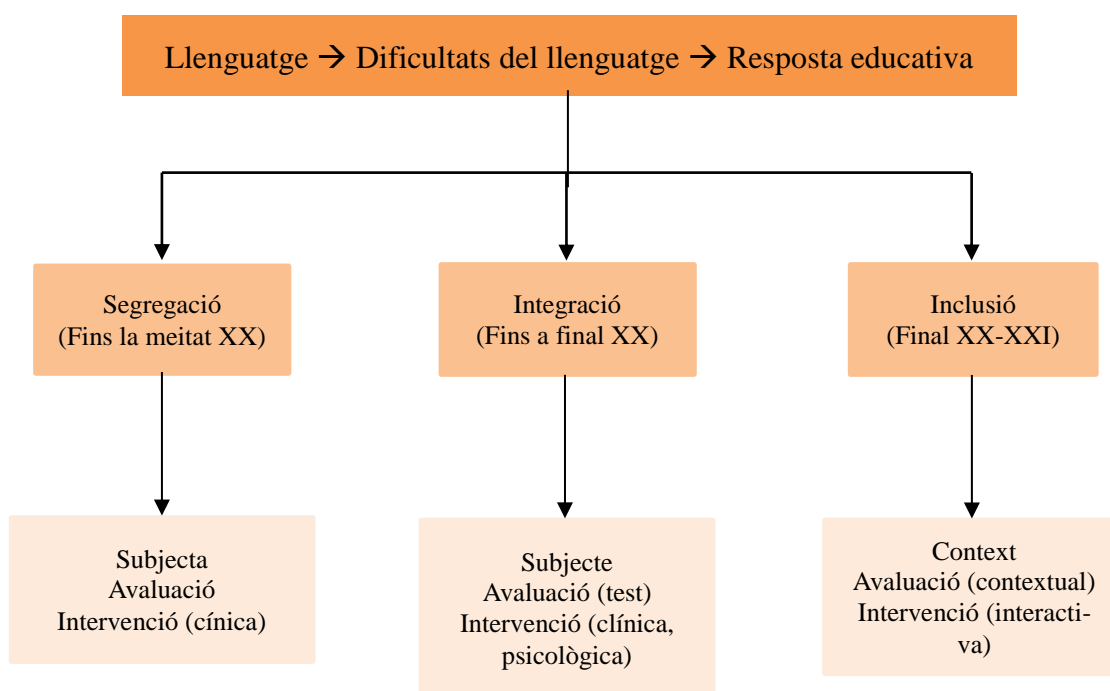 Llenguatge → Dificultats del llenguatge → Resposta educativa
Segregació
(Fins la meitat XX)
Integració
(Fins a final XX)
Inclusió
(Final XX-XXI)
Subjecta
Avaluació
Intervenció (cínica)
Subjecte
Avaluació (test)
Intervenció (clínica,
psicològica)
Context
Avaluació (contextual)
Intervenció (interacti-
va)